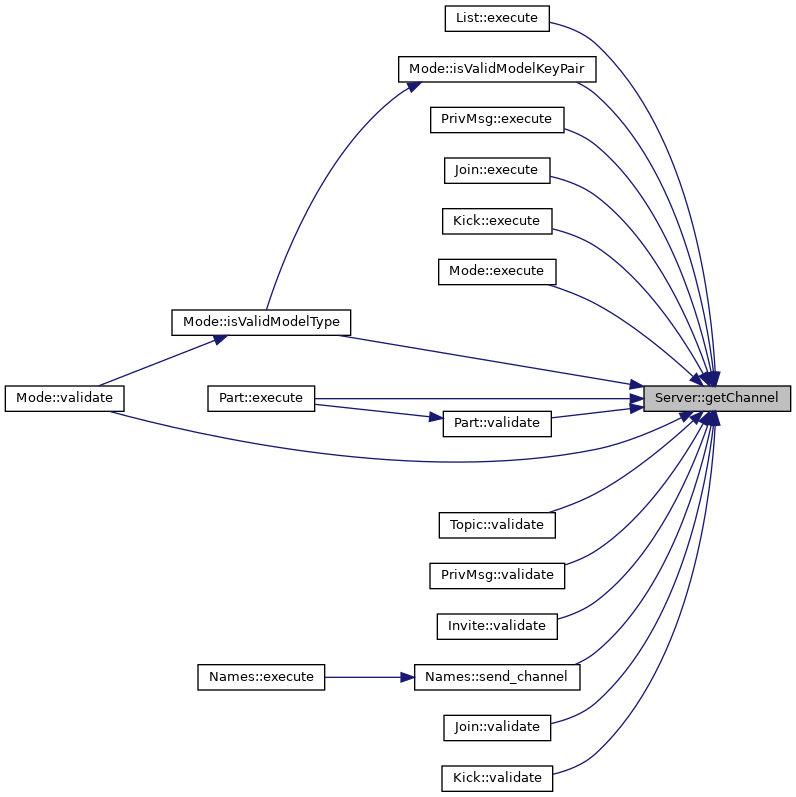 List::execute
Mode::isValidModelKeyPair
PrivMsg::execute
Join::execute
Kick::execute
Mode::execute
Mode::isValidModelType
Mode::validate
Part::execute
Server::getChannel
Part::validate
Topic::validate
PrivMsg::validate
Invite::validate
Names::execute
Names::send_channel
Join::validate
Kick::validate